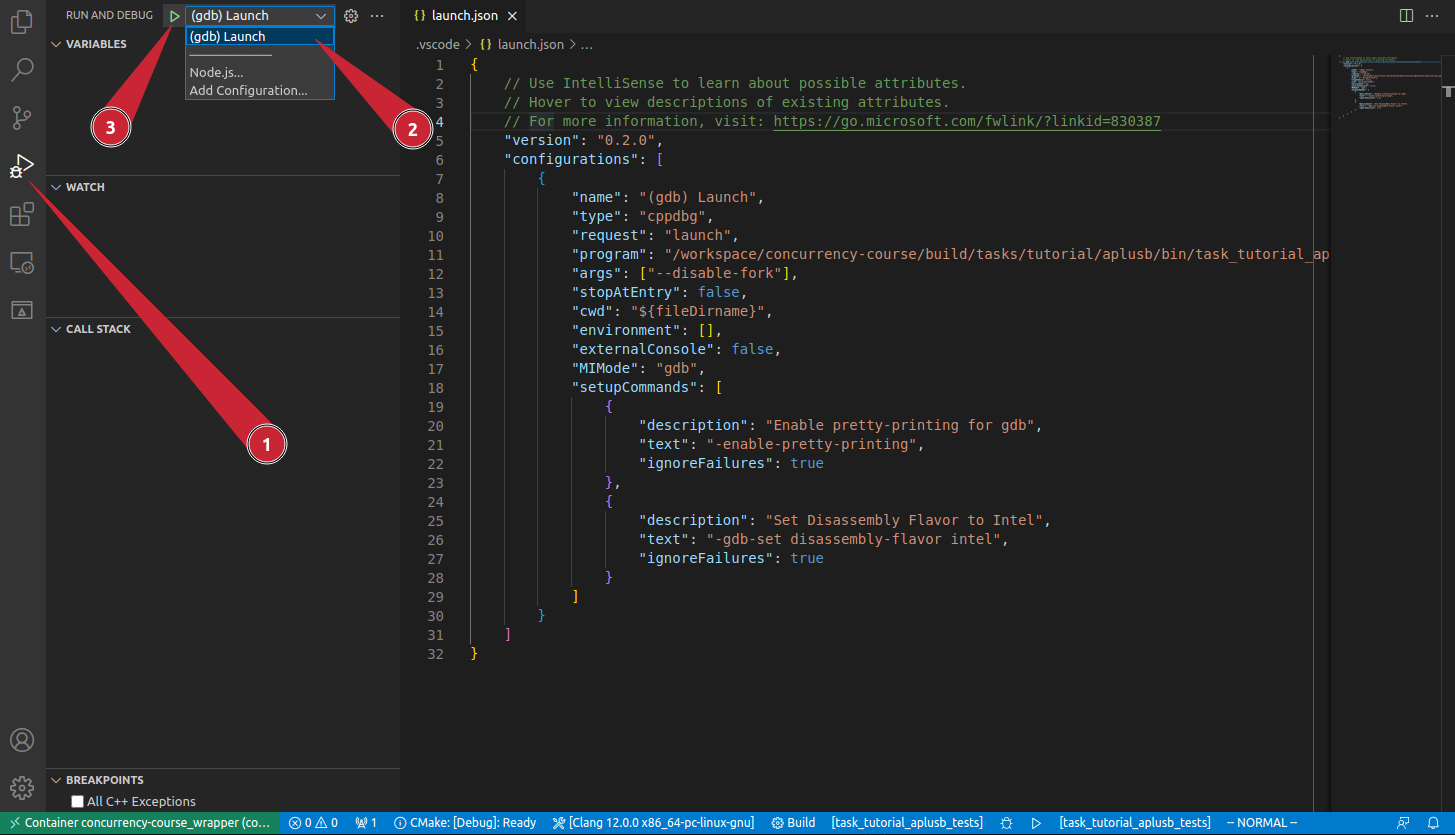 RUN AND DEBUG
(gdb) Launch
(gdb) Launch
Node.js...
Add Configuration...
VARIABLES
3
2
WATCH
CALL STACK
1
BREAKPOINTS
All C++ Exceptions
launch.json
.vscode > {} launch.json > ...
1 {
2 // Use IntelliSense to learn about possible attributes.
3 // Hover to view descriptions of existing attributes.
4 // For more information, visit: https://go.microsoft.com/fwlink/?linkid=830387
5 "version": "0.2.0",
6 "configurations": [
7 {
8 "name": "(gdb) Launch",
9 "type": "cppdbg",
10 "request": "launch",
11 "program": "/workspace/concurrency-course/build/tasks/tutorial/aplusb/bin/task_tutorial_ap
12 "args": ["--disable-fork"],
13 "stopAtEntry": false,
14 "cwd": "${fileDirname}",
15 "environment": [],
16 "externalConsole": false,
17 "MIMode": "gdb",
18 "setupCommands": [
19 {
20 "description": "Enable pretty-printing for gdb",
21 "text": "-enable-pretty-printing",
22 "ignoreFailures": true
23 },
24 {
25 "description": "Set Disassembly Flavor to Intel",
26 "text": "-gdb-set disassembly-flavor intel",
27 "ignoreFailures": true
28 }
29 ]
30 }
31 ]
32 }
Container concurrency-course_wrapper (co... 0 0 1 CMake: [Debug]: Ready [Clang 12.0.0 x86_64-pc-linux-gnu] Build [task_tutorial_aplusb_tests] [task_tutorial_aplusb_tests] -- NORMAL --